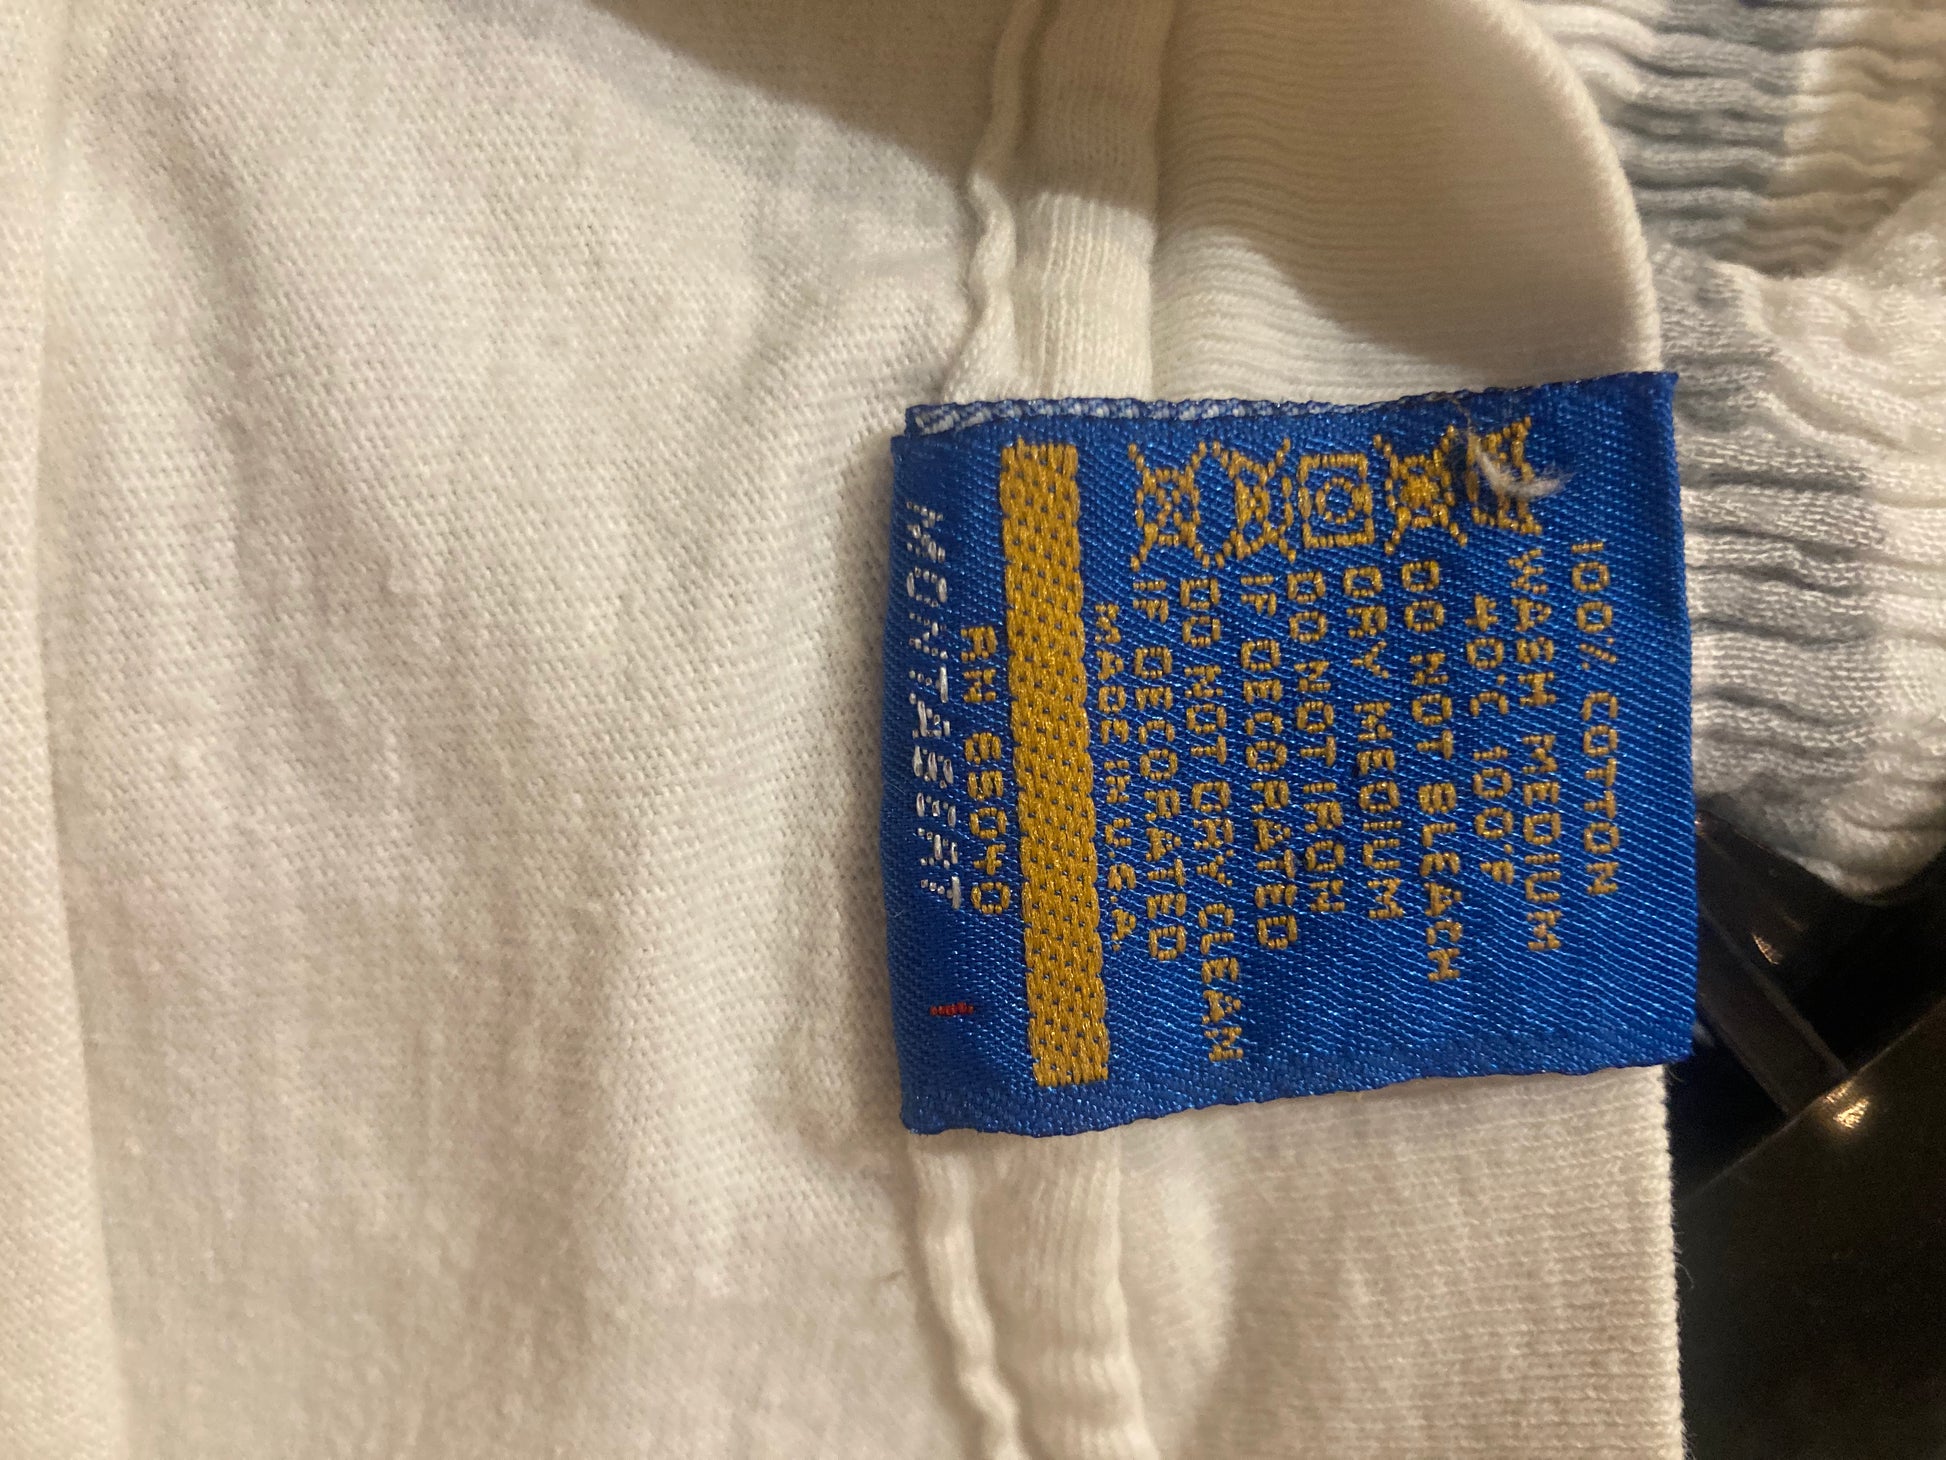 100% COTTON
WASH MEDIUM
40°C 100°F
DO NOT BLEACH
DRY MEDIUM
DO NOT IRON
IF DECORATED
DO NOT DRY CLEAN
IF DECORATED
MADE IN U.S.A.
RN 65040